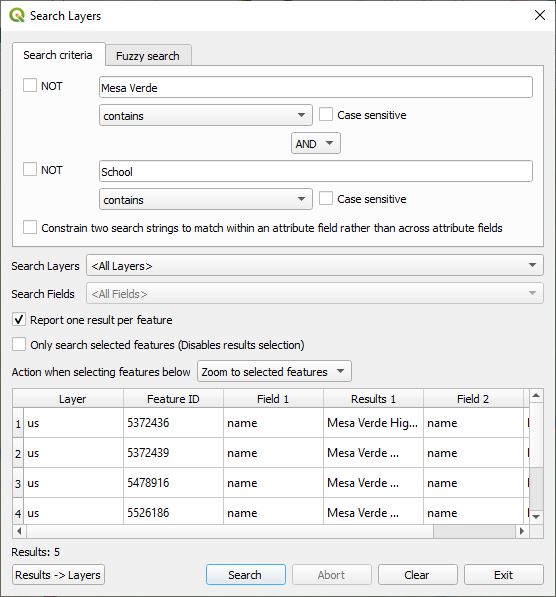 Search Layers
Search criteria
Fuzzy search
NOT
Mesa Verde
contains
Case sensitive
AND
NOT
School
contains
Case sensitive
Constrain two search strings to match within an attribute field rather than across attribute fields
Search Layers <All Layers>
Search Fields <All Fields>
Report one result per feature
Only search selected features (Disables results selection)
Action when selecting features below Zoom to selected features
Layer Feature ID Field 1 Results 1 Field 2
1 us 5372436 name Mesa Verde Hig... name
2 us 5372439 name Mesa Verde ... name
3 us 5478916 name Mesa Verde ... name
4 us 5526186 name Mesa Verde ... name
Results: 5
Results -> Layers Search Abort Clear Exit